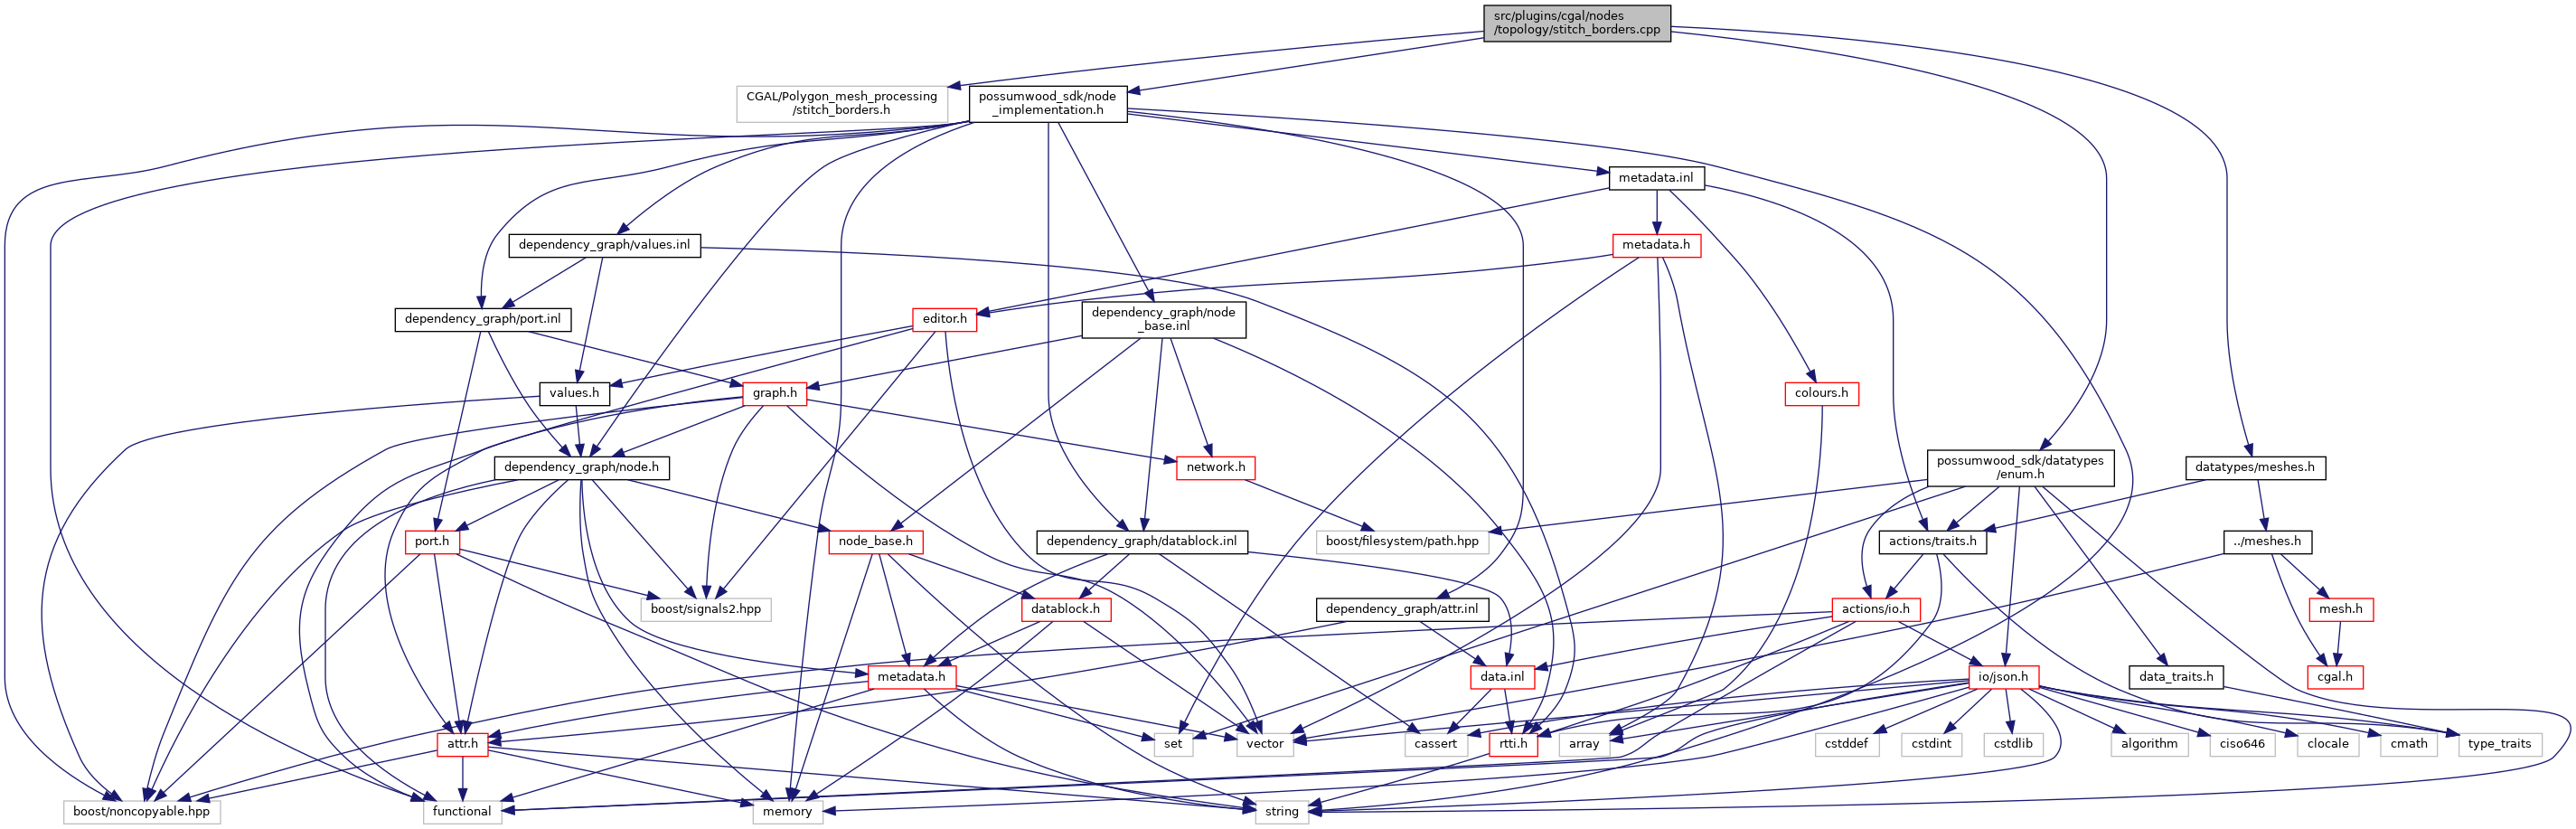 src/plugins/cgal/nodes
/topology/stitch_borders.cpp
CGAL/Polygon_mesh_processing
/stitch_borders.h
possumwood_sdk/node
_implementation.h
metadata.inl
dependency_graph/values.inl
metadata.h
dependency_graph/port.inl
editor.h
dependency_graph/node
_base.inl
values.h
graph.h
colours.h
dependency_graph/node.h
network.h
possumwood_sdk/datatypes
/enum.h
datatypes/meshes.h
port.h
node_base.h
dependency_graph/datablock.inl
boost/filesystem/path.hpp
actions/traits.h
../meshes.h
boost/signals2.hpp
datablock.h
dependency_graph/attr.inl
actions/io.h
mesh.h
metadata.h
data.inl
io/json.h
data_traits.h
cgal.h
attr.h
set
vector
cassert
rtti.h
array
cstddef
cstdint
cstdlib
algorithm
ciso646
clocale
cmath
type_traits
boost/noncopyable.hpp
functional
memory
string